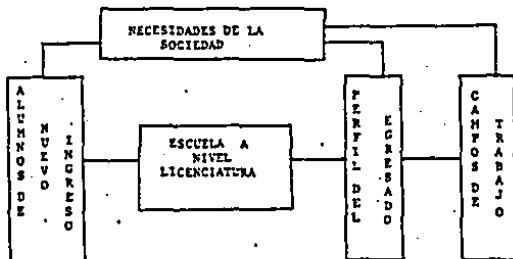 NECESIDADES DE LA
SOCIEDAD
ALUMNOS DE
NUEVO
INGRESO
ESCUELA A
NIVEL
LICENCIATURA
PERFIL DEL
EGRESADO
CAMPOS DE
TRABAJO